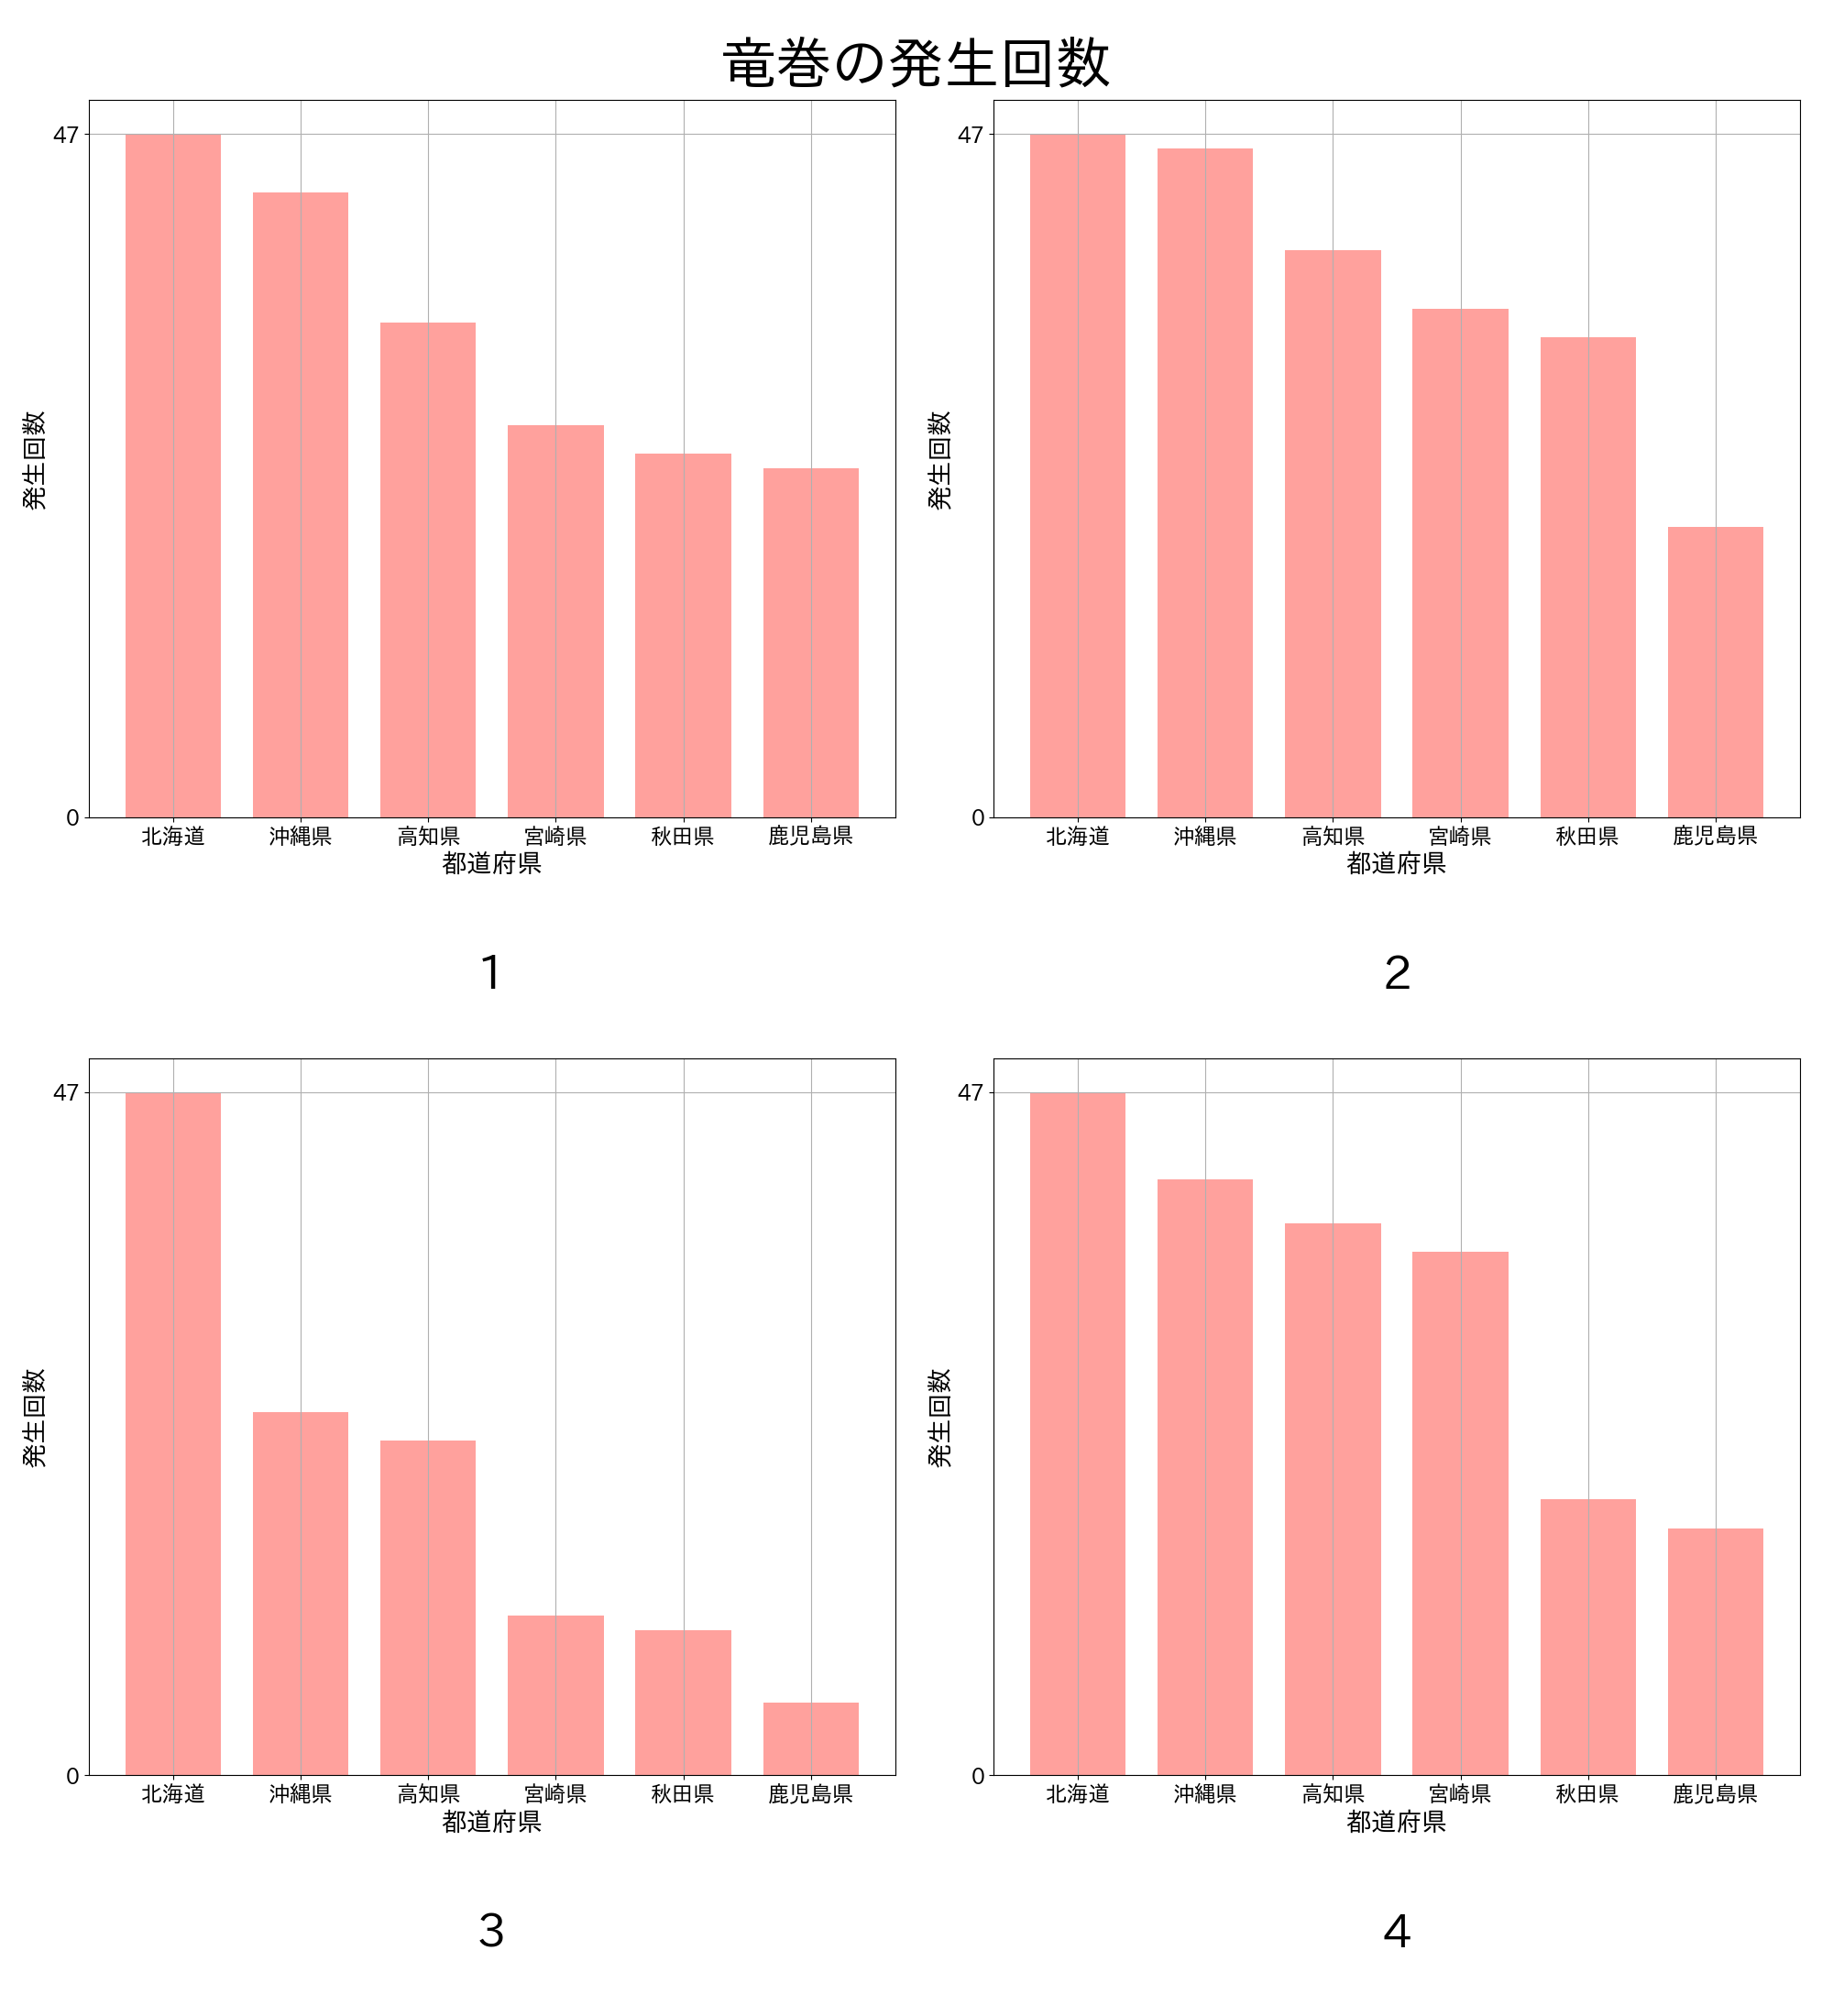 竜巻の発生回数
47
0
発生回数
北海道 沖縄県 高知県 宮崎県 秋田県 鹿児島県
都道府県
1
47
0
発生回数
北海道 沖縄県 高知県 宮崎県 秋田県 鹿児島県
都道府県
2
47
0
発生回数
北海道 沖縄県 高知県 宮崎県 秋田県 鹿児島県
都道府県
3
47
0
発生回数
北海道 沖縄県 高知県 宮崎県 秋田県 鹿児島県
都道府県
4